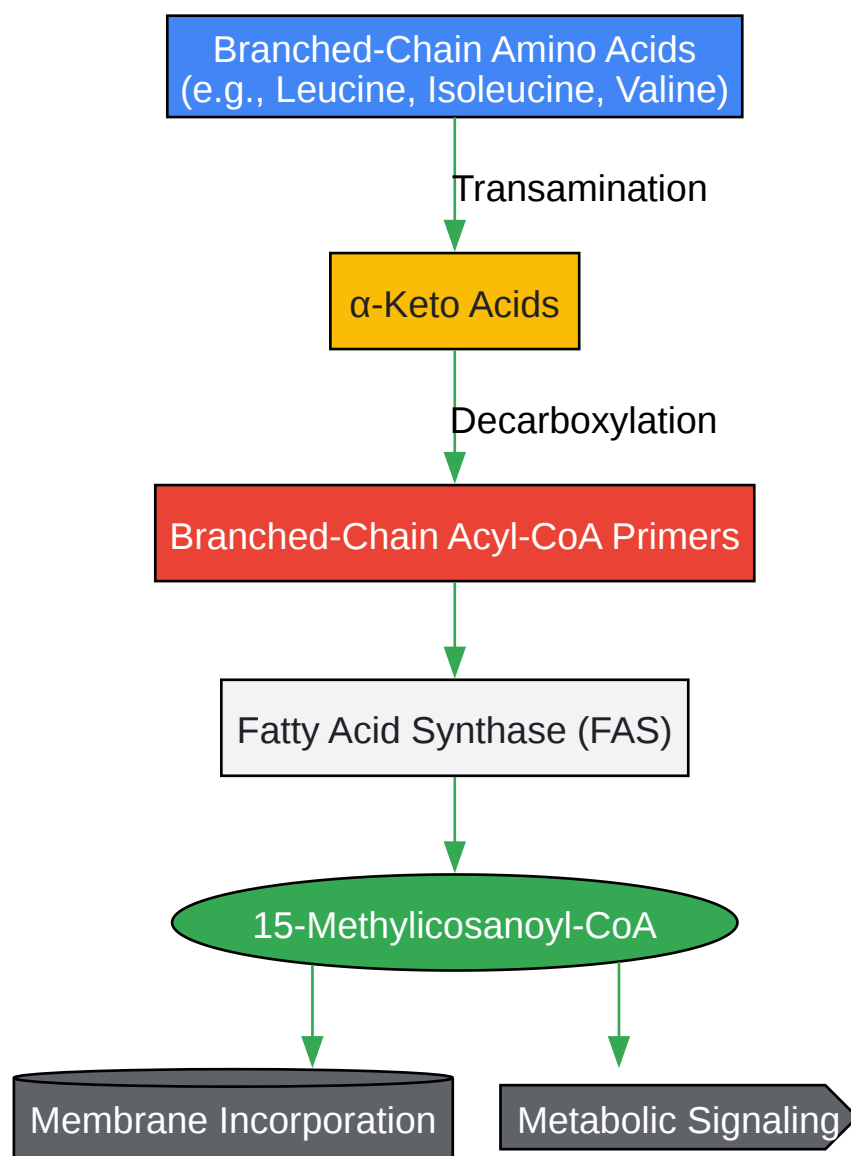 Branched-Chain Amino Acids
(e.g., Leucine, Isoleucine, Valine)
Transamination
α-Keto Acids
Decarboxylation
Branched-Chain Acyl-CoA Primers
Fatty Acid Synthase (FAS)
15-Methylicosanoyl-CoA
Membrane Incorporation
Metabolic Signaling